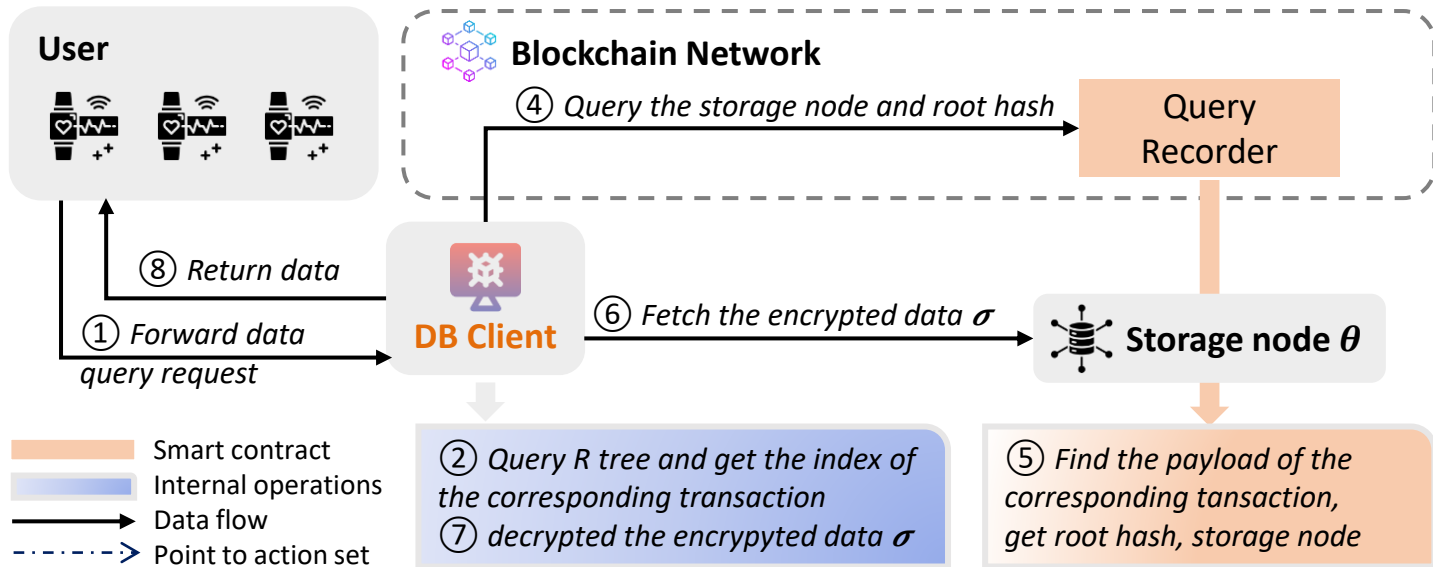 User
Blockchain Network
④ Query the storage node and root hash
Query
Recorder
⑧ Return data
① Forward data
query request
DB Client
⑥ Fetch the encrypted data σ
Storage node θ
Smart contract
Internal operations
Data flow
Point to action set
② Query R tree and get the index of
the corresponding transaction
⑦ decrypted the encrypyted data σ
⑤ Find the payload of the
corresponding tansaction,
get root hash, storage node